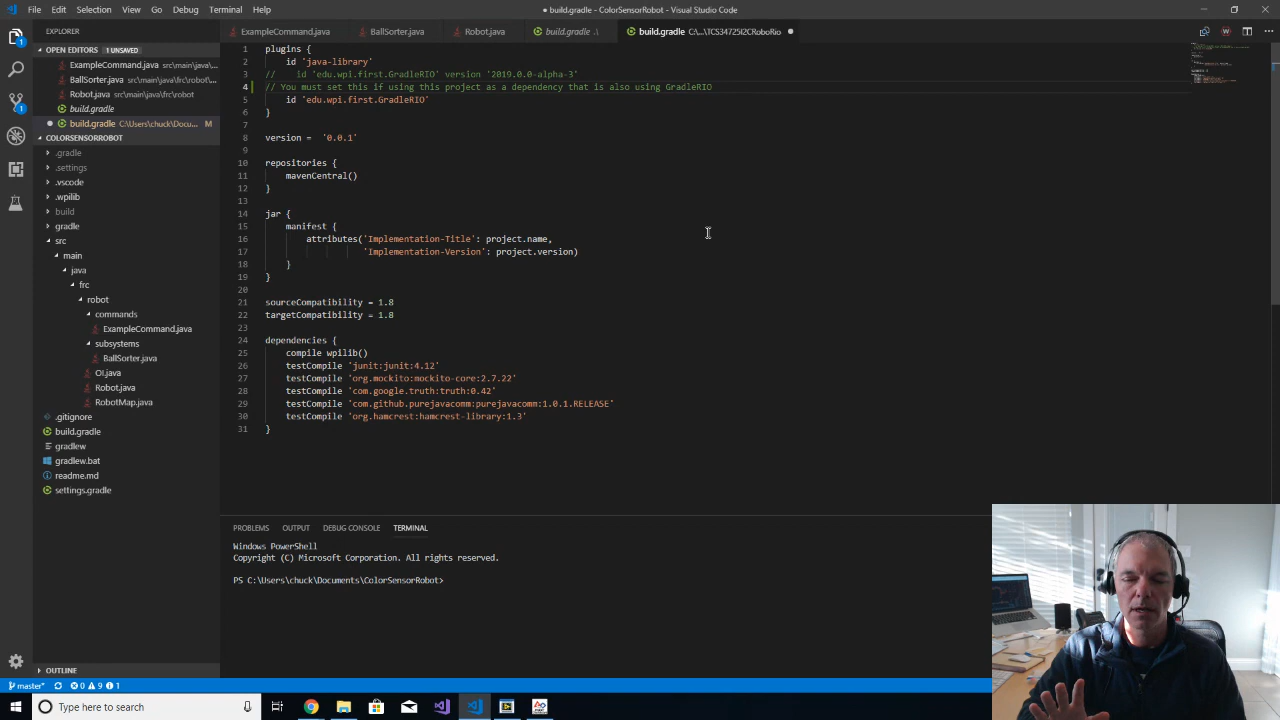 File Edit Selection View Go Debug Terminal Help
● build.gradle - ColorSensorRobot - Visual Studio Code
EXPLORER
OPEN EDITORS 1 UNSAVED
ExampleCommand.java src\main\java\...
BallSorter.java src\main\java\frc\robot...
Robot.java src\main\java\frc\robot
build.gradle
build.gradle C:\Users\chuck\Docu... M
COLORSENSORROBOT
.gradle
.settings
.vscode
.wpilib
build
gradle
src
main
java
frc
robot
commands
ExampleCommand.java
subsystems
BallSorter.java
OI.java
Robot.java
RobotMap.java
.gitignore
build.gradle
gradlew
gradlew.bat
readme.md
settings.gradle
OUTLINE
ExampleCommand.java BallSorter.java Robot.java build.gradle .\ build.gradle C:\...\TCS34725I2CRoboRio
1 plugins {
2 id 'java-library'
3 // id 'edu.wpi.first.GradleRIO' version '2019.0.0-alpha-3'
4 // You must set this if using this project as a dependency that is also using GradleRIO
5 id 'edu.wpi.first.GradleRIO'
6 }
7
8 version = '0.0.1'
9
10 repositories {
11 mavenCentral()
12 }
13
14 jar {
15 manifest {
16 attributes('Implementation-Title': project.name,
17 'Implementation-Version': project.version)
18 }
19 }
20
21 sourceCompatibility = 1.8
22 targetCompatibility = 1.8
23
24 dependencies {
25 compile wpilib()
26 testCompile 'junit:junit:4.12'
27 testCompile 'org.mockito:mockito-core:2.7.22'
28 testCompile 'com.google.truth:truth:0.42'
29 testCompile 'com.github.purejavacomm:purejavacomm:1.0.1.RELEASE'
30 testCompile 'org.hamcrest:hamcrest-library:1.3'
31 }
PROBLEMS OUTPUT DEBUG CONSOLE TERMINAL
Windows PowerShell
Copyright (C) Microsoft Corporation. All rights reserved.
PS C:\Users\chuck\Documents\ColorSensorRobot>
master* 0 9 1
Type here to search